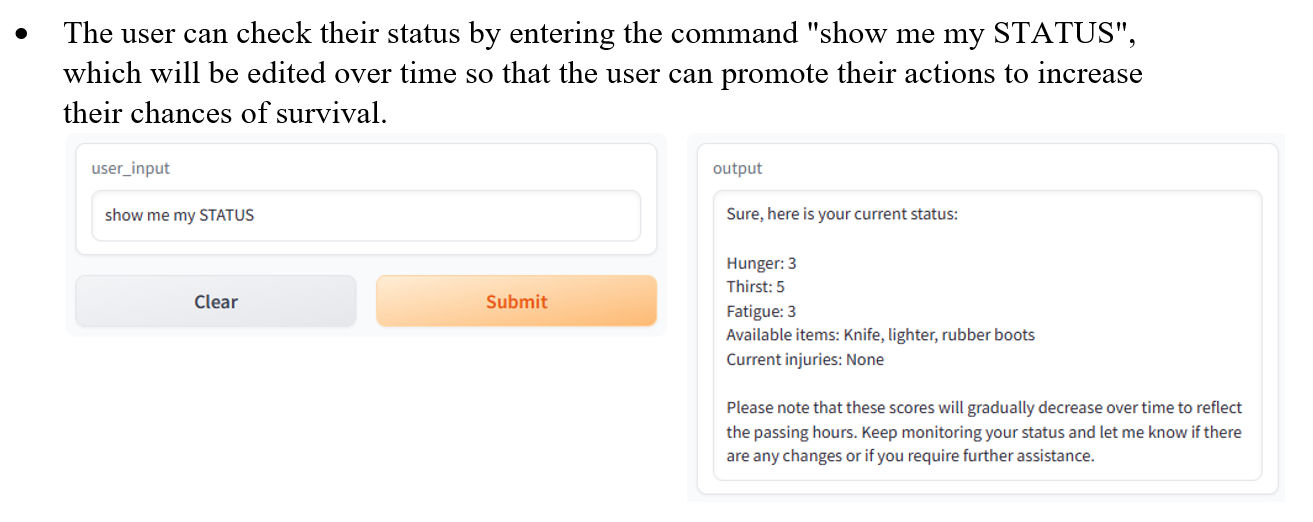 • The user can check their status by entering the command "show me my STATUS",
which will be edited over time so that the user can promote their actions to increase
their chances of survival.
user_input
show me my STATUS
Clear
Submit
output
Sure, here is your current status:
Hunger: 3
Thirst: 5
Fatigue: 3
Available items: Knife, lighter, rubber boots
Current injuries: None
Please note that these scores will gradually decrease over time to reflect
the passing hours. Keep monitoring your status and let me know if there
are any changes or if you require further assistance.